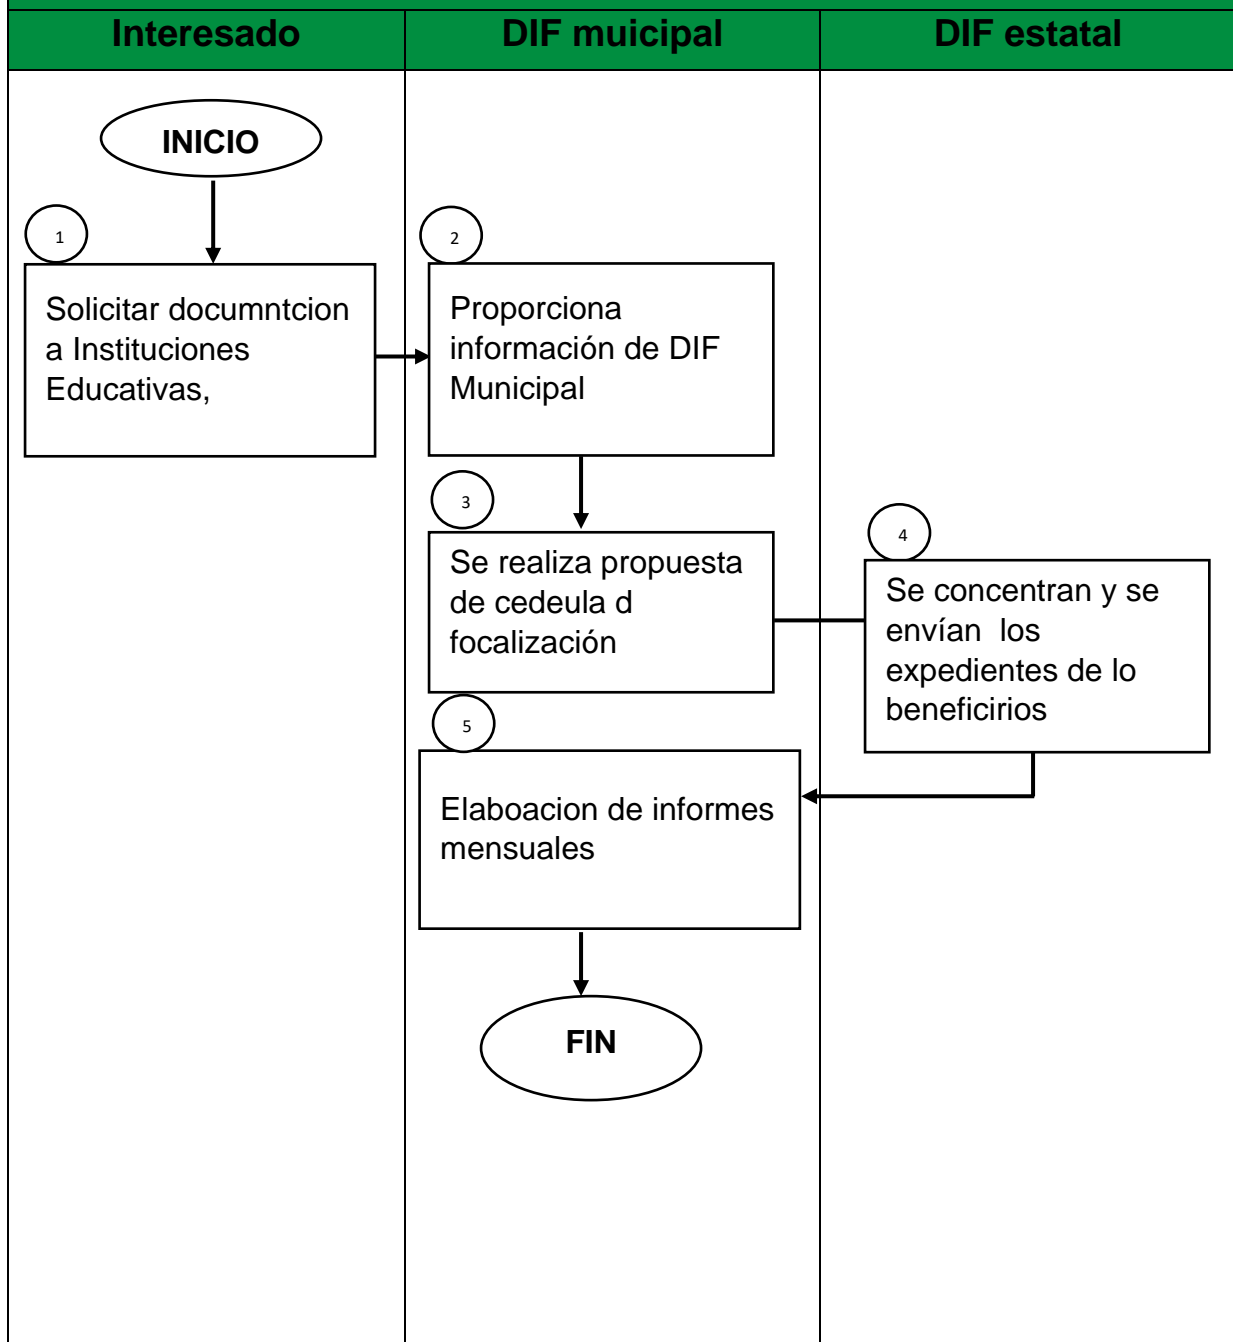 Interesado
DIF muicipal
DIF estatal
INICIO
1
Solicitar documntcion
a Instituciones
Educativas,
2
Proporciona
información de DIF
Municipal
3
Se realiza propuesta
de cedeula d
focalización
4
Se concentran y se
envían  los
expedientes de lo
beneficirios
5
Elaboacion de informes
mensuales
FIN